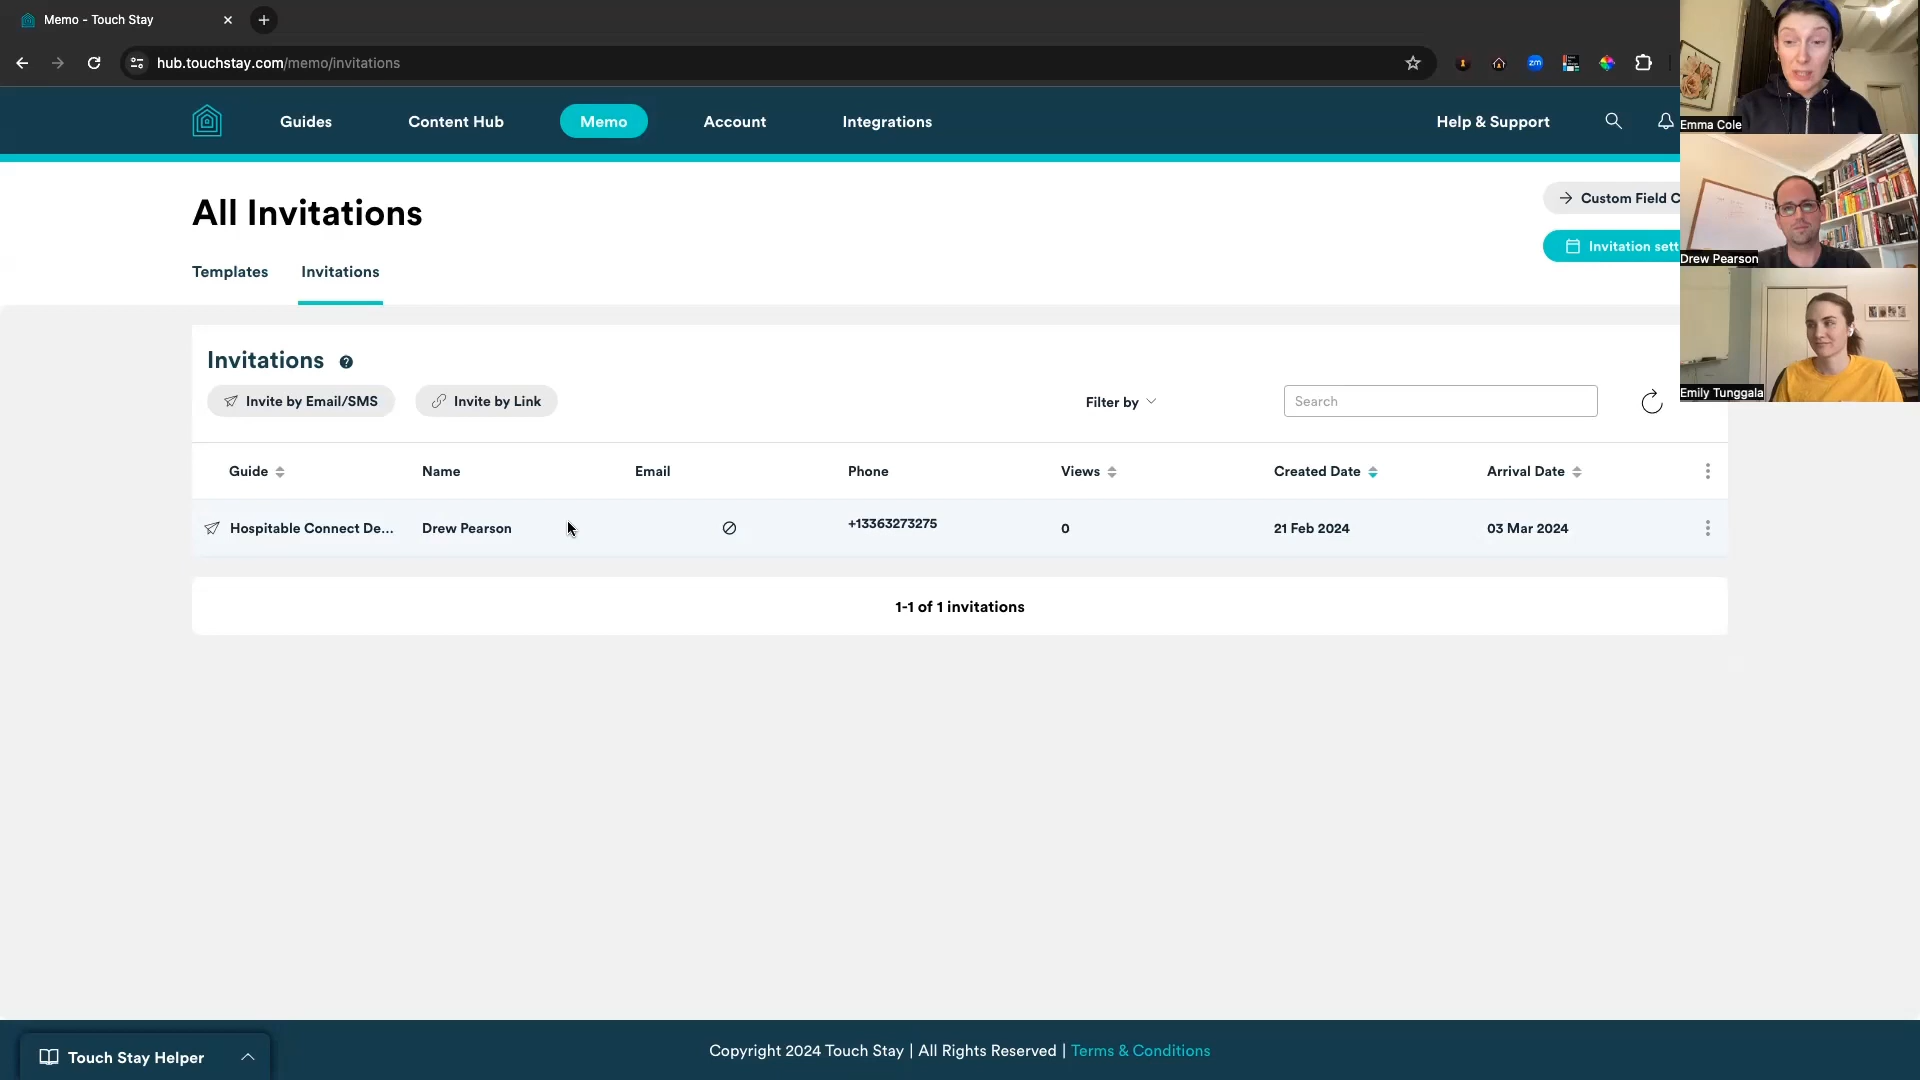 Memo - Touch Stay
hub.touchstay.com/memo/invitations
zm
Guides
Content Hub
Memo
Account
Integrations
Help & Support
Emma Cole
All Invitations
Custom Field C
Invitation sett
Drew Pearson
Templates
Invitations
Emily Tunggala
Invitations
?
Invite by Email/SMS
Invite by Link
Filter by
Search
Guide
Name
Email
Phone
Views
Created Date
Arrival Date
Hospitable Connect De...
Drew Pearson
+13363273275
0
21 Feb 2024
03 Mar 2024
1-1 of 1 invitations
Touch Stay Helper
Copyright 2024 Touch Stay | All Rights Reserved | Terms & Conditions